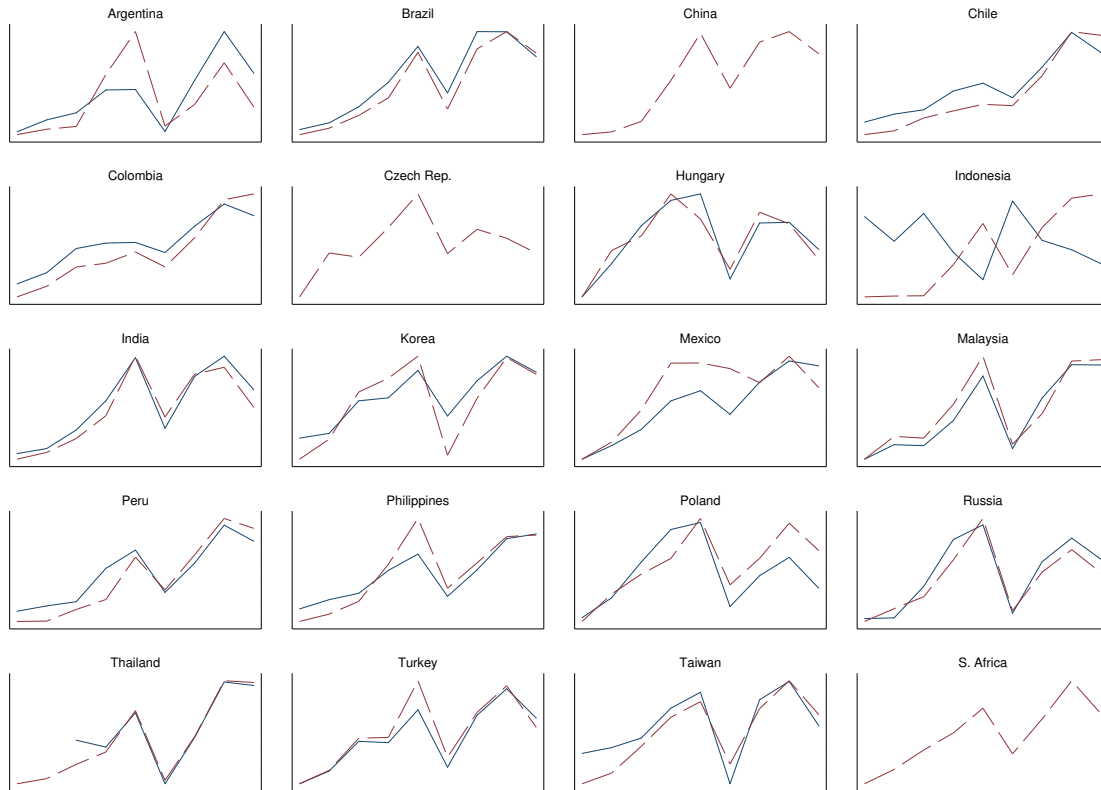 Argentina
Brazil
China
Chile
Colombia
Czech Rep.
Hungary
Indonesia
India
Korea
Mexico
Malaysia
Peru
Philippines
Poland
Russia
Thailand
Turkey
Taiwan
S. Africa